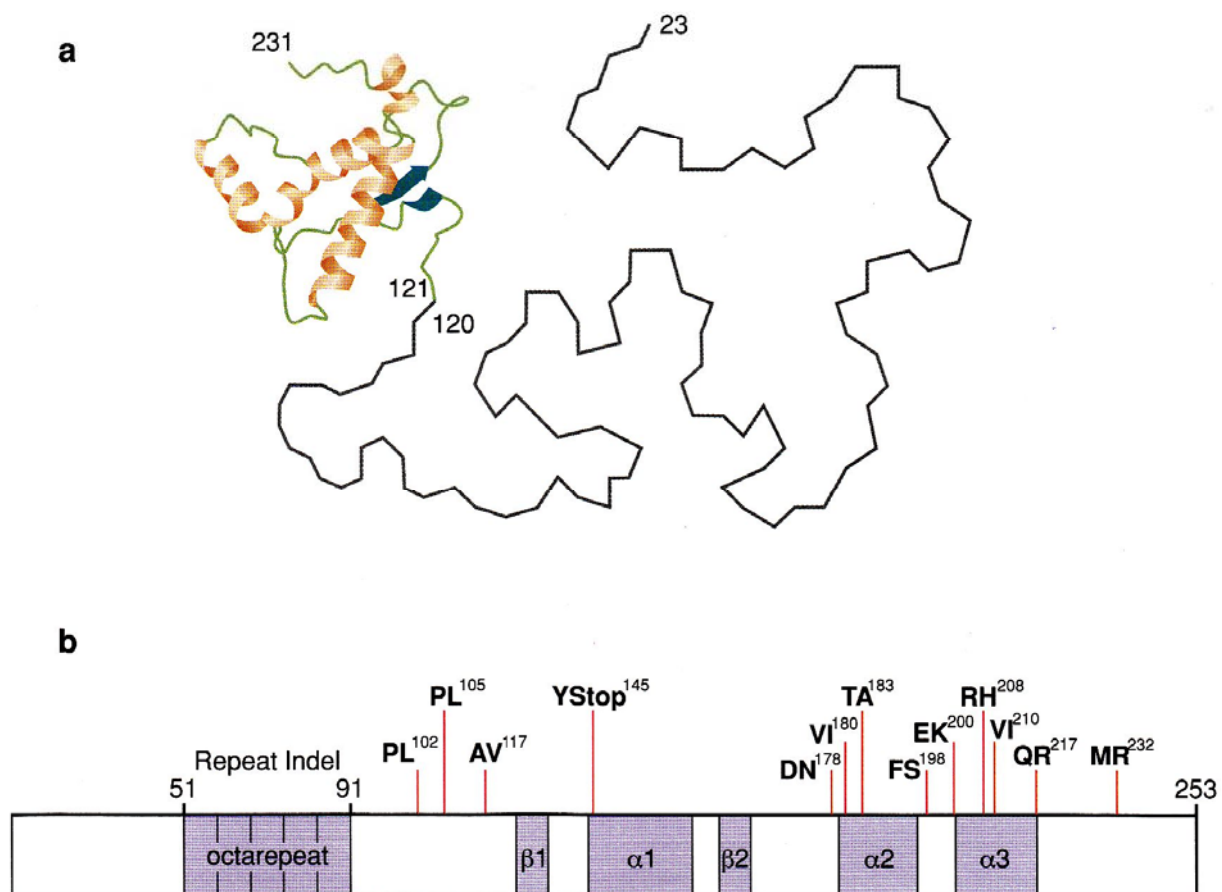 a
231
23
121
120
b
PL105 YStop145 TA183 RH208
PL102 AV117 VI180 EK200 VI210
Repeat Indel DN178 FS198 QR217 MR232
51 91 253
octarepeat β1 α1 β2 α2 α3